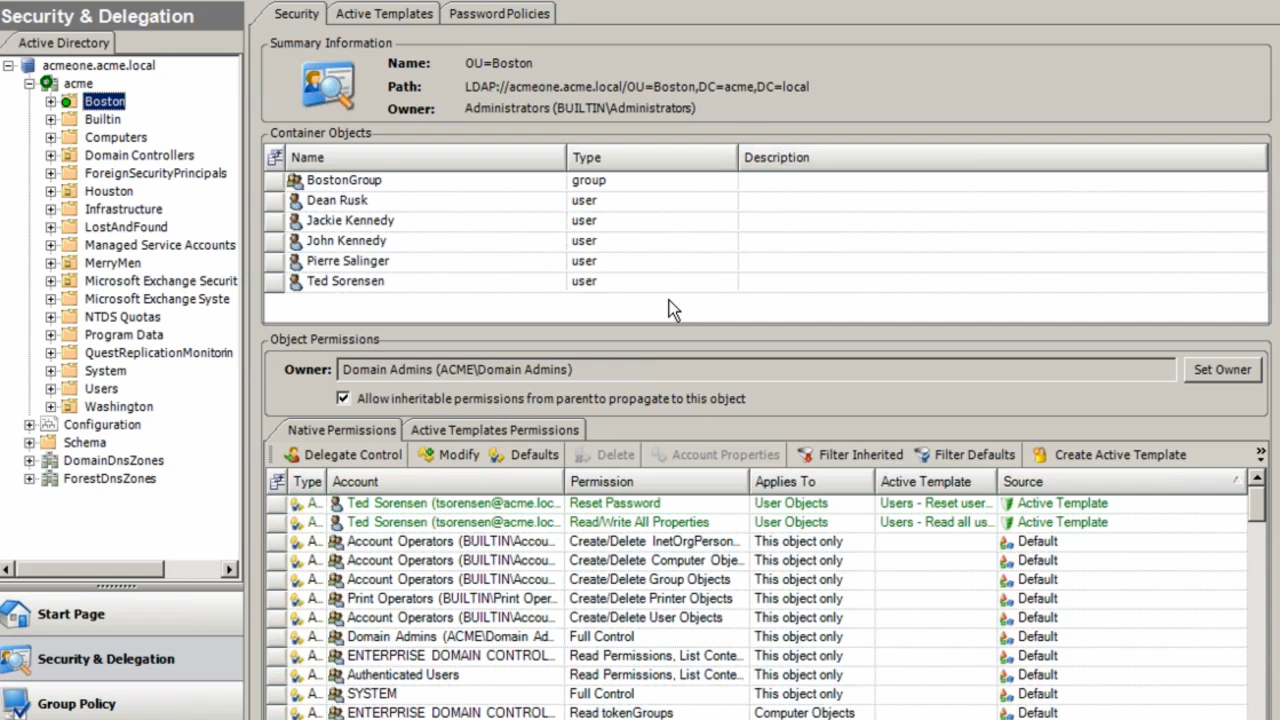 Security & Delegation
Active Directory
acmeone.acme.local
acme
Boston
Builtin
Computers
Domain Controllers
ForeignSecurityPrincipals
Houston
Infrastructure
LostAndFound
Managed Service Accounts
MerryMen
Microsoft Exchange Securit
Microsoft Exchange Syste
NTDS Quotas
Program Data
QuestReplicationMonitorin
System
Users
Washington
Configuration
Schema
DomainDnsZones
ForestDnsZones
Start Page
Security & Delegation
Group Policy
Security Active Templates Password Policies
Summary Information
Name: OU=Boston
Path: LDAP://acmeone.acme.local/OU=Boston,DC=acme,DC=local
Owner: Administrators (BUILTIN\Administrators)
Container Objects
Name Type Description
BostonGroup group
Dean Rusk user
Jackie Kennedy user
John Kennedy user
Pierre Salinger user
Ted Sorensen user
Object Permissions
Owner: Domain Admins (ACME\Domain Admins) Set Owner
Allow inheritable permissions from parent to propagate to this object
Native Permissions Active Templates Permissions
Delegate Control Modify Defaults Delete Account Properties Filter Inherited Filter Defaults Create Active Template »
Type Account Permission Applies To Active Template Source
A... Ted Sorensen (tsorensen@acme.loc... Reset Password User Objects Users - Reset user... Active Template
A... Ted Sorensen (tsorensen@acme.loc... Read/Write All Properties User Objects Users - Read all us... Active Template
A... Account Operators (BUILTIN\Accou... Create/Delete InetOrgPerson... This object only Default
A... Account Operators (BUILTIN\Accou... Create/Delete Computer Obje... This object only Default
A... Account Operators (BUILTIN\Accou... Create/Delete Group Objects This object only Default
A... Print Operators (BUILTIN\Print Oper... Create/Delete Printer Objects This object only Default
A... Account Operators (BUILTIN\Accou... Create/Delete User Objects This object only Default
A... Domain Admins (ACME\Domain Ad... Full Control This object only Default
A... ENTERPRISE DOMAIN CONTROL... Read Permissions, List Conte... This object only Default
A... Authenticated Users Read Permissions, List Conte... This object only Default
A... SYSTEM Full Control This object only Default
A... ENTERPRISE DOMAIN CONTROL... Read tokenGroups Computer Objects Default